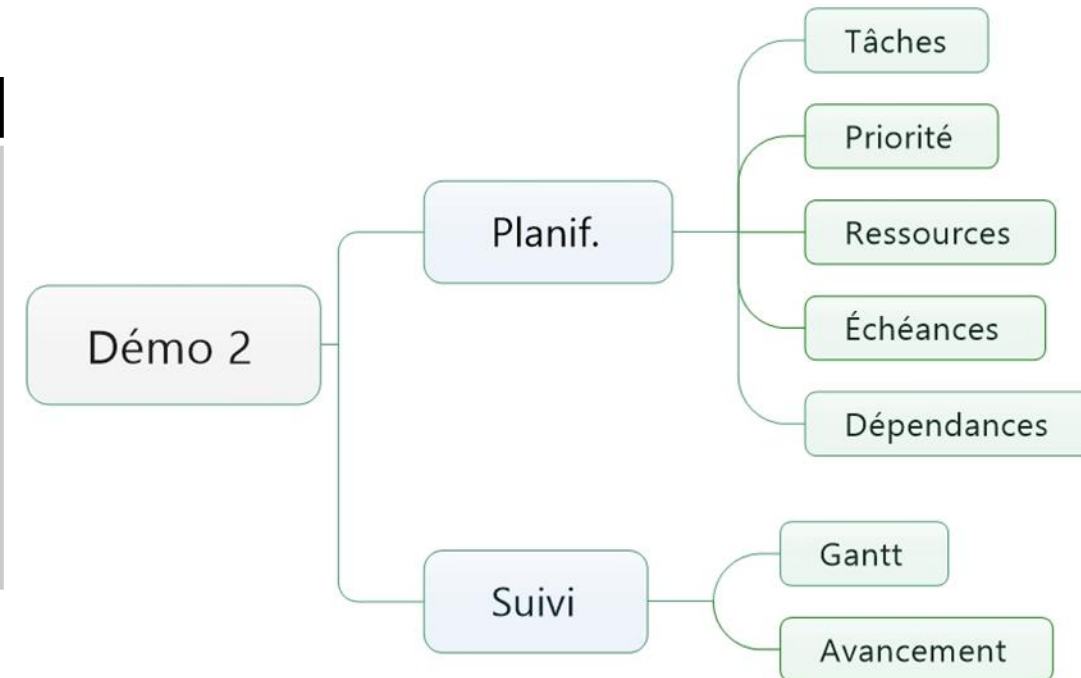 Démo 2
Planif.
Tâches
Priorité
Ressources
Échéances
Dépendances
Suivi
Gantt
Avancement